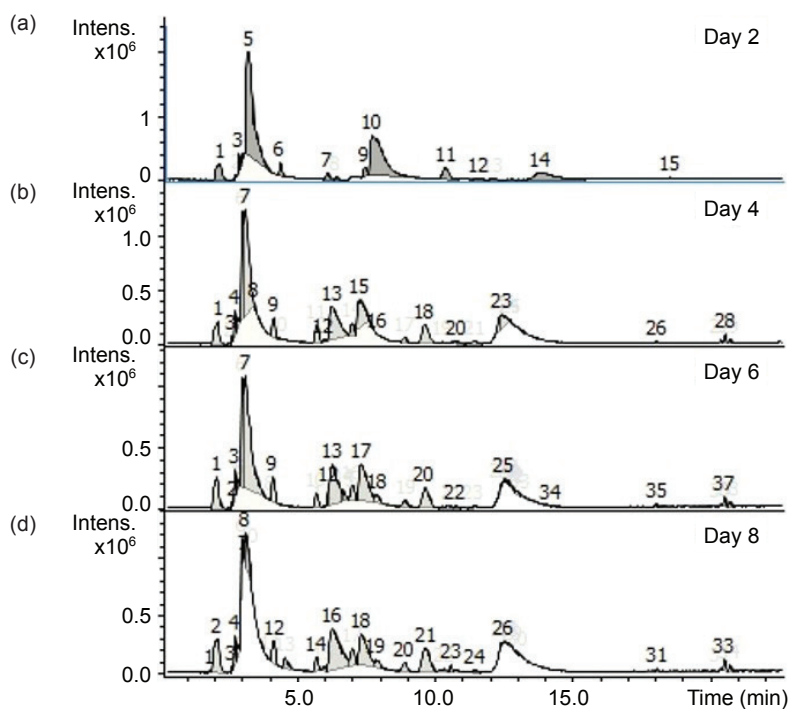 (a) Intens. x10⁶ Day 2
5
1
10
3
1 6 7 9 11 12 14 15
0
(b) Intens. x10⁶ Day 4
7
1.0
0.5
4 8 13 15
1 3 9 12 16 18 20 23 26 28
0.0
(c) Intens. x10⁶ Day 6
7
0.5
3 13 17
1 2 9 18 20 22 25 34 35 37
0.0
(d) Intens. x10⁶ Day 8
8
0.5
2 4 12 16 18
1 3 14 19 20 21 23 24 26 31 33
0.0
5.0 10.0 15.0 Time (min)